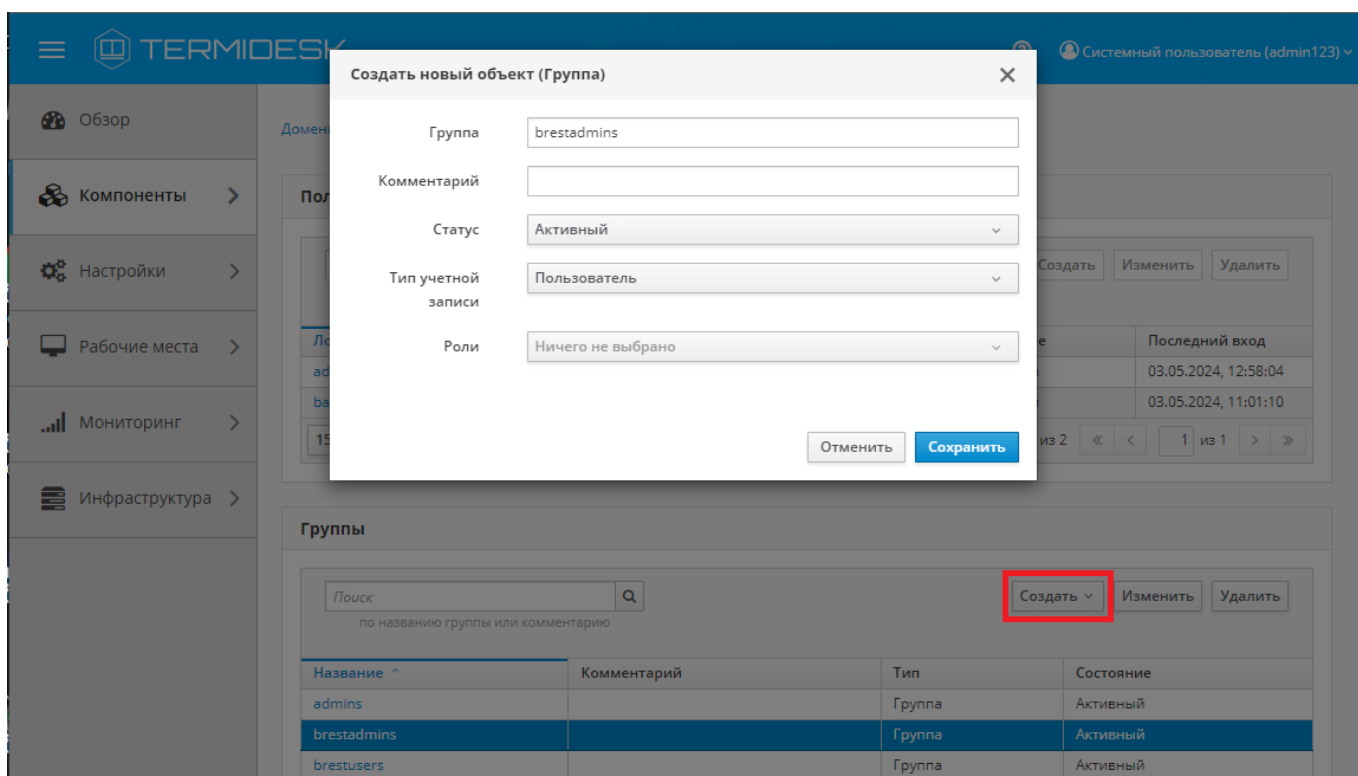 TERMIDESK
Системный пользователь (admin123)
Создать новый объект (Группа)
Обзор
Группа
brestadmins
Комментарий
Компоненты
Статус
Активный
Настройки
Тип учетной
записи
Пользователь
Создать Изменить Удалить
Рабочие места
Роли
Ничего не выбрано
Последний вход
ad
03.05.2024, 12:58:04
ba
03.05.2024, 11:01:10
Мониторинг
15
Отменить Сохранить
из 2 « < 1 из 1 > »
Инфраструктура
Группы
Поиск
по названию группы или комментарию
Создать Изменить Удалить
Название Комментарий Тип Состояние
admins Группа Активный
brestadmins Группа Активный
brestusers Группа Активный